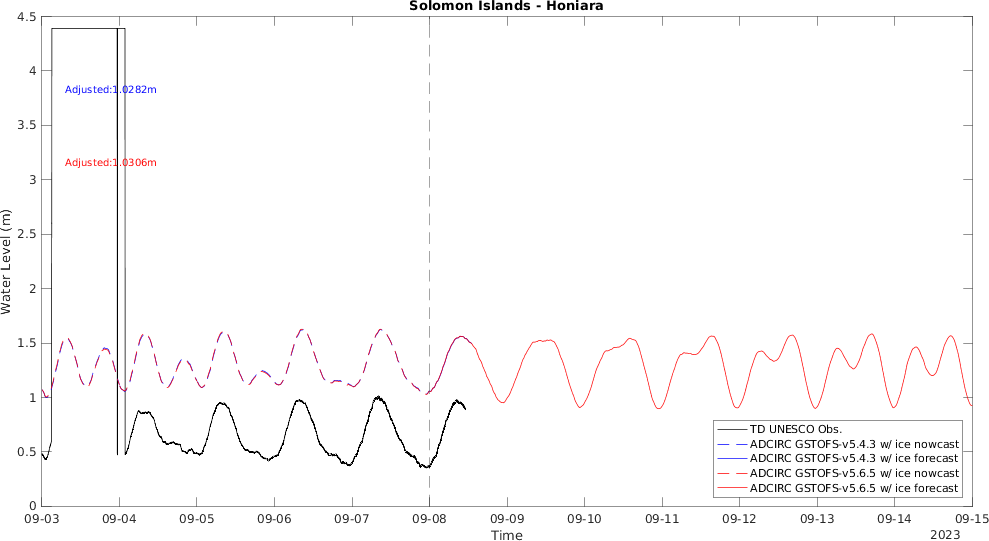 Solomon Islands - Honiara
4.5
4
3.5
3
2.5
2
1.5
1
0.5
0
Water Level (m)
Adjusted:1.0282m
Adjusted:1.0306m
TD UNESCO Obs.
ADCIRC GSTOFS-v5.4.3 w/ ice nowcast
ADCIRC GSTOFS-v5.4.3 w/ ice forecast
ADCIRC GSTOFS-v5.6.5 w/ ice nowcast
ADCIRC GSTOFS-v5.6.5 w/ ice forecast
09-03 09-04 09-05 09-06 09-07 09-08 09-09 09-10 09-11 09-12 09-13 09-14 09-15
Time
2023